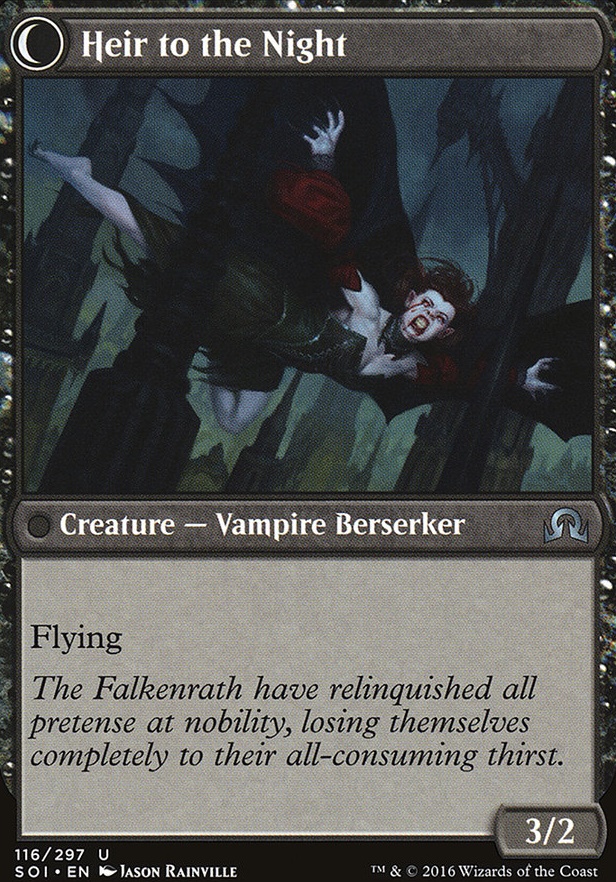 Heir to the Night
Creature — Vampire Berserker
Flying
The Falkenrath have relinquished all
pretense at nobility, losing themselves
completely to their all-consuming thirst.
3/2
116/297 U
SOI • EN Jason Rainville
™ & © 2016 Wizards of the Coast